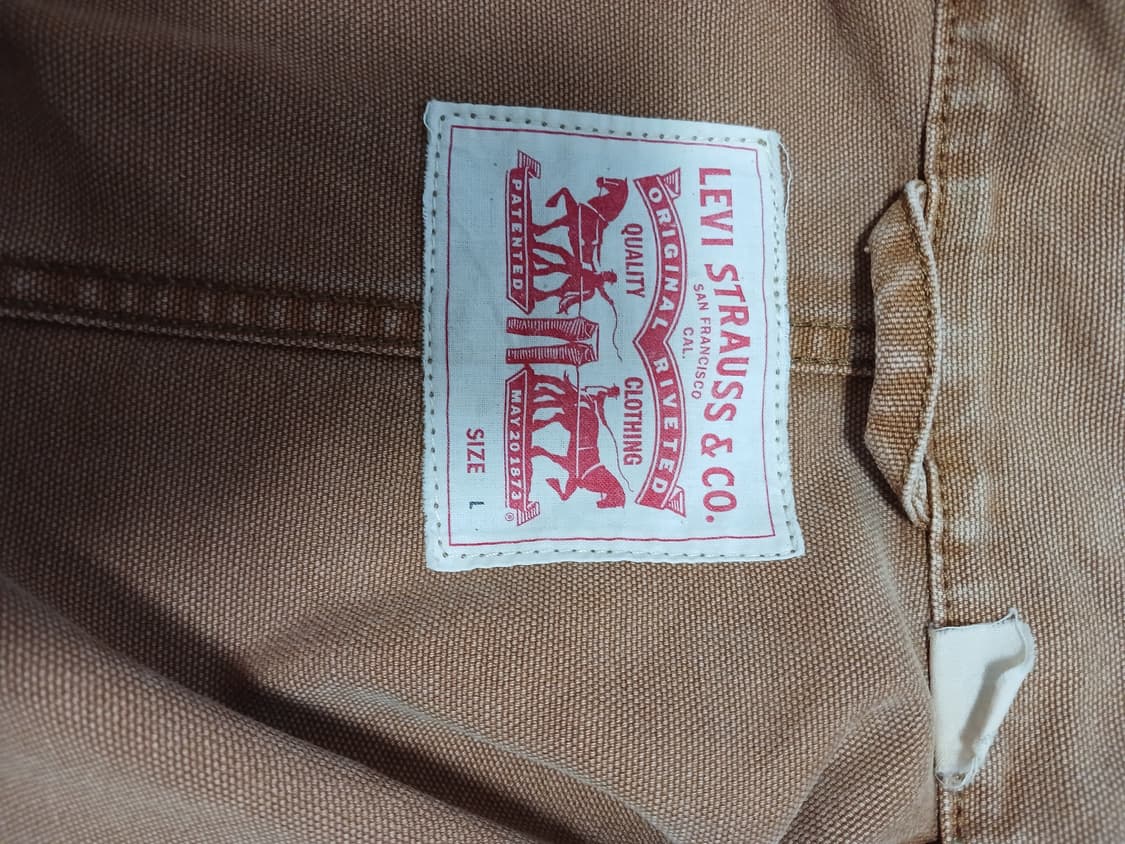 LEVI STRAUSS & CO.
SAN FRANCISCO
CAL.
ORIGINAL RIVETED
QUALITY CLOTHING
PATENTED MAY 20 1873
®
SIZE L